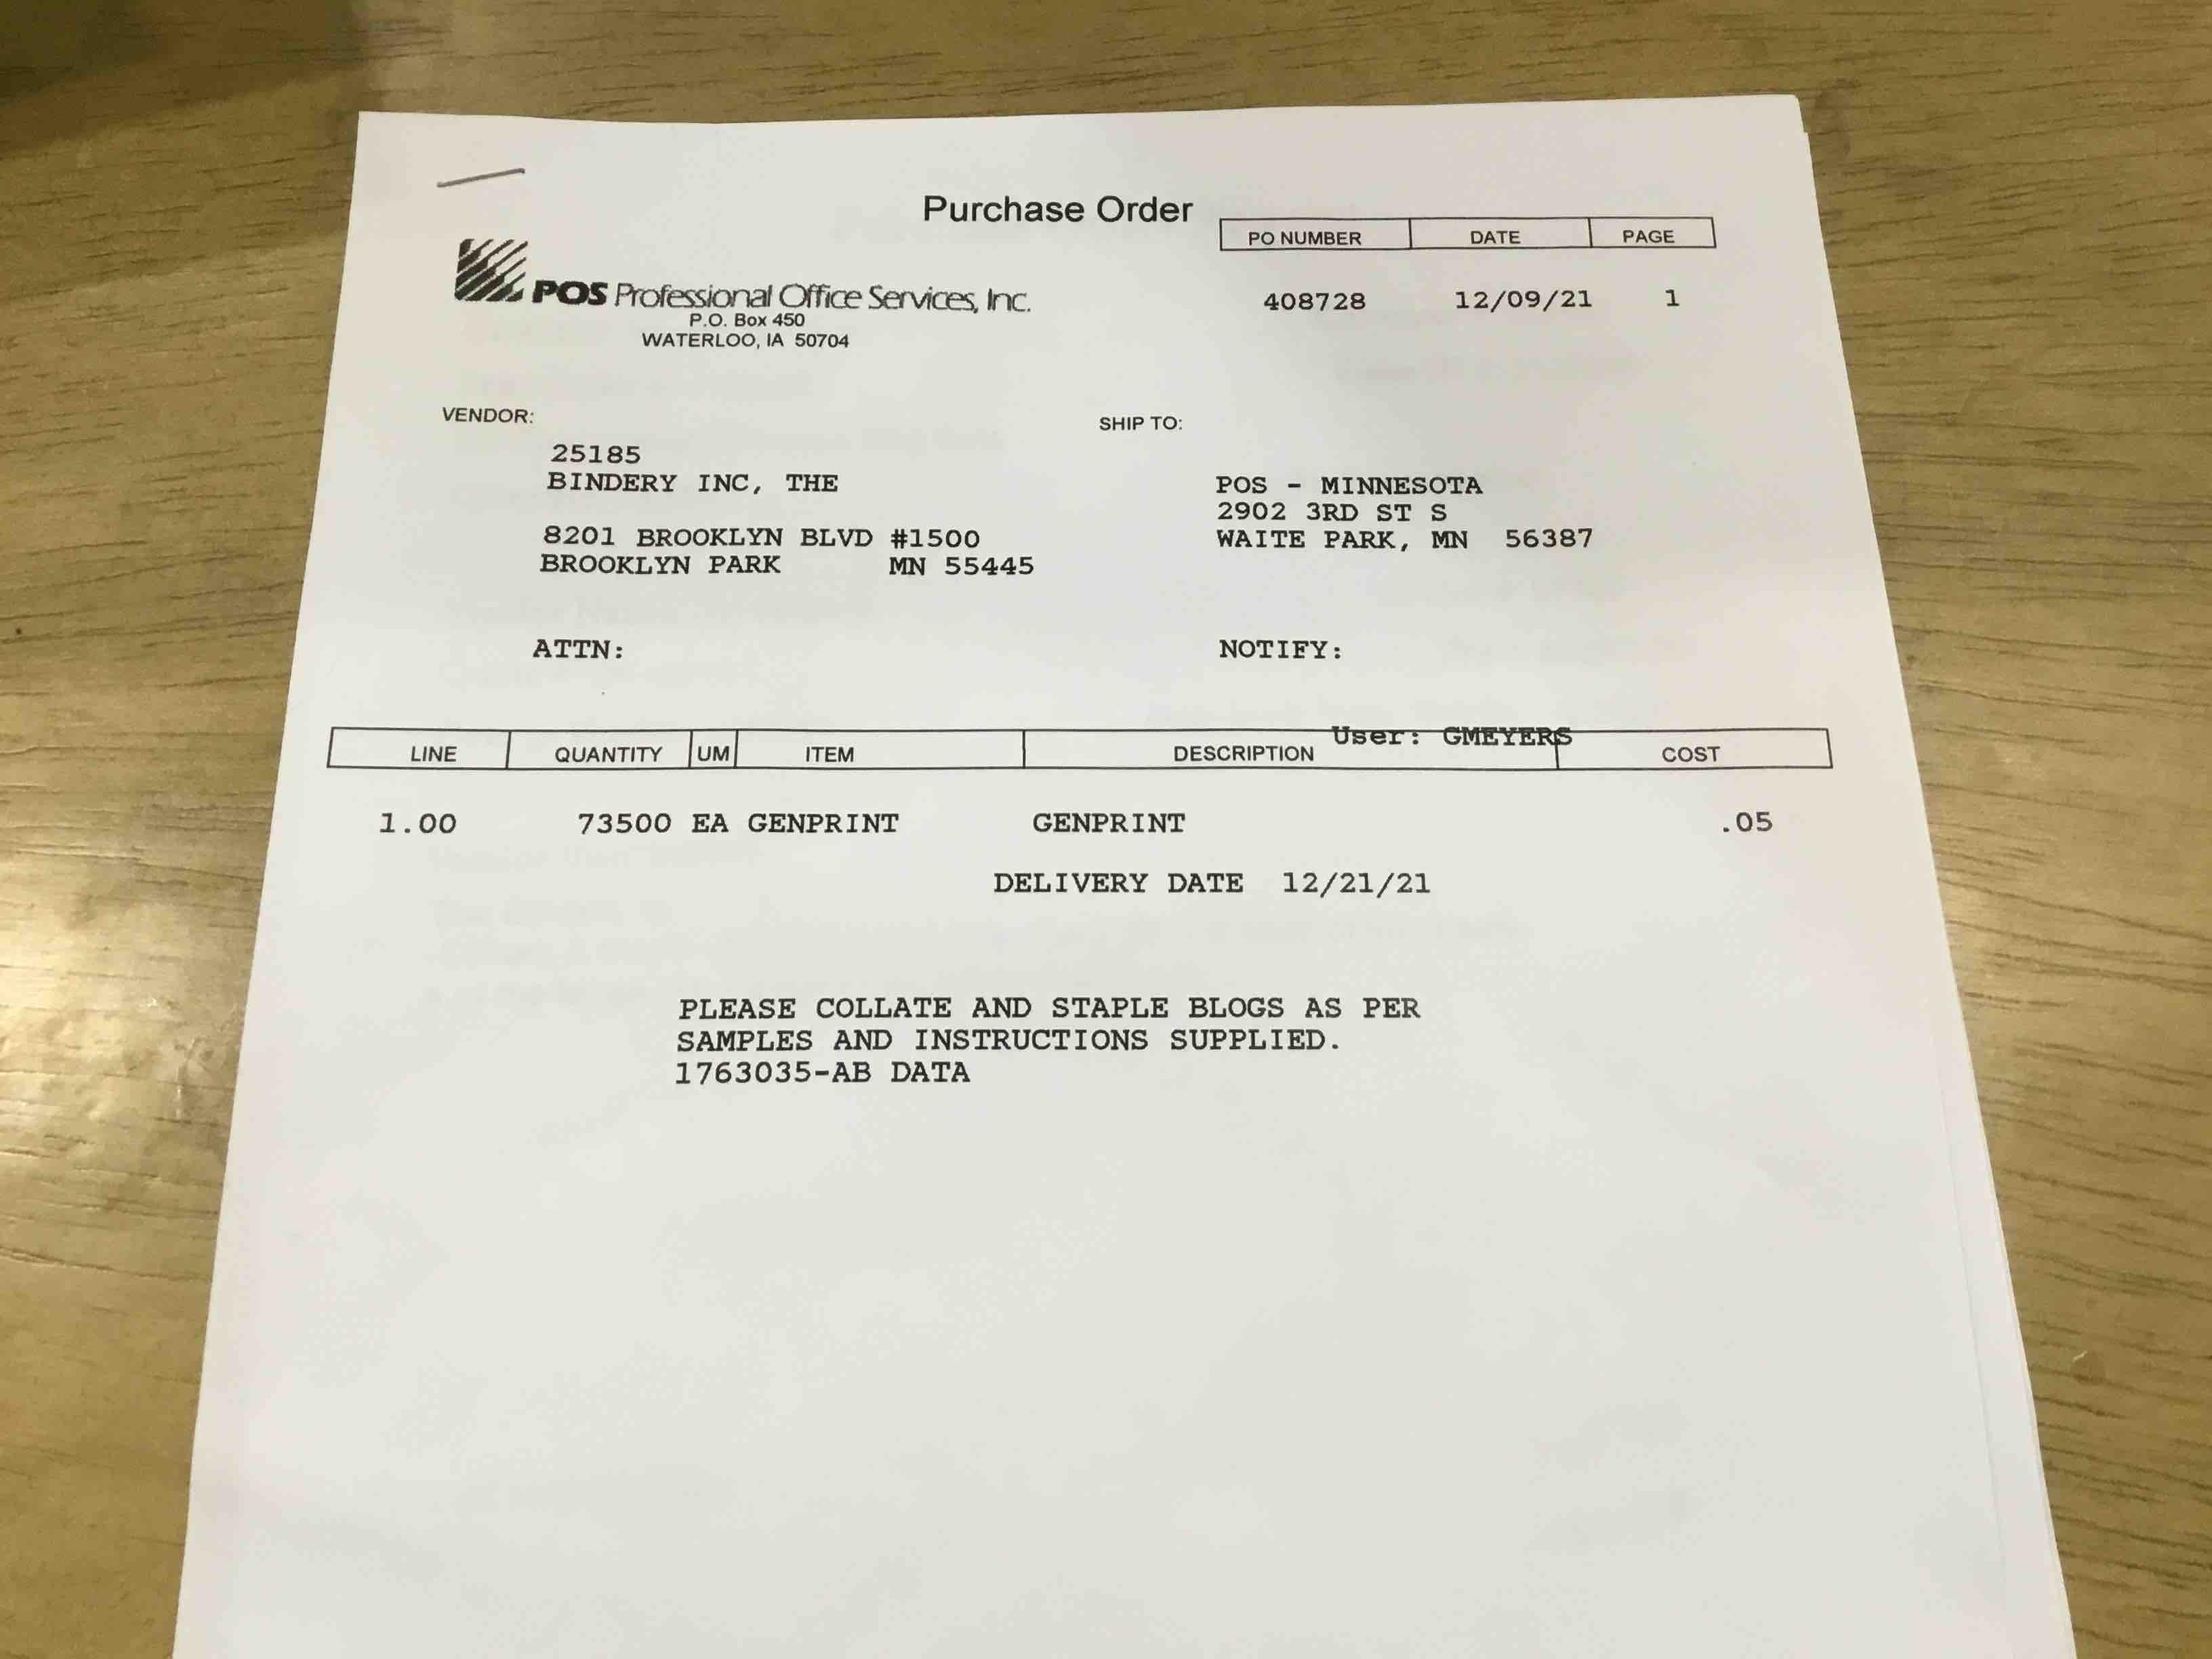 Purchase Order
PO NUMBER DATE PAGE
POS Professional Office Services, Inc.
P.O. Box 450
WATERLOO, IA 50704
408728 12/09/21 1
VENDOR:
25185
BINDERY INC, THE
8201 BROOKLYN BLVD #1500
BROOKLYN PARK MN 55445
SHIP TO:
POS - MINNESOTA
2902 3RD ST S
WAITE PARK, MN 56387
ATTN:
NOTIFY:
User: GMEYERS
LINE QUANTITY UM ITEM DESCRIPTION COST
1.00 73500 EA GENPRINT GENPRINT .05
DELIVERY DATE 12/21/21
PLEASE COLLATE AND STAPLE BLOGS AS PER
SAMPLES AND INSTRUCTIONS SUPPLIED.
1763035-AB DATA